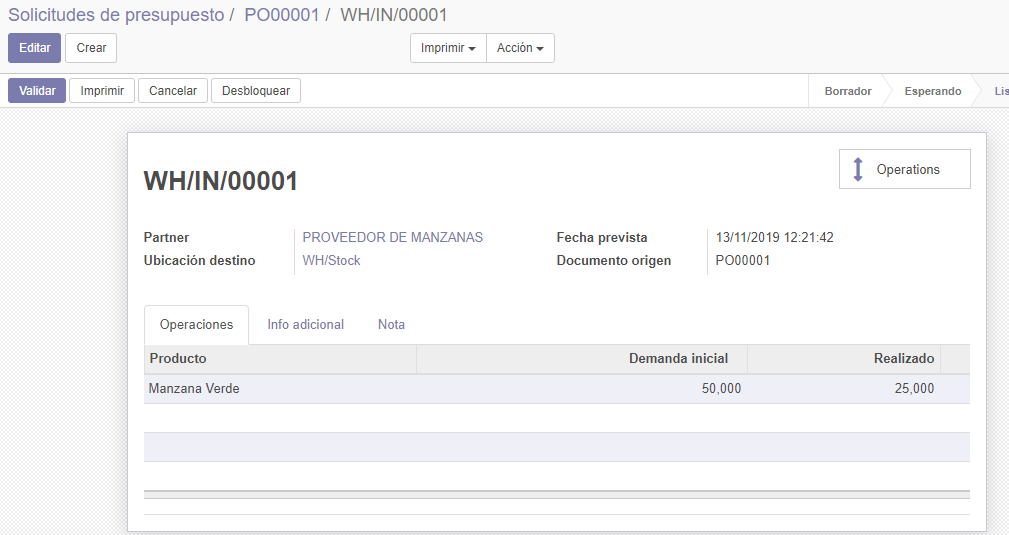 Solicitudes de presupuesto / PO00001 / WH/IN/00001
Editar Crear Imprimir Acción
Validar Imprimir Cancelar Desbloquear Borrador Esperando Lis
Operations
WH/IN/00001
Partner PROVEEDOR DE MANZANAS Fecha prevista 13/11/2019 12:21:42
Ubicación destino WH/Stock Documento origen PO00001
Operaciones Info adicional Nota
Producto Demanda inicial Realizado
Manzana Verde 50,000 25,000